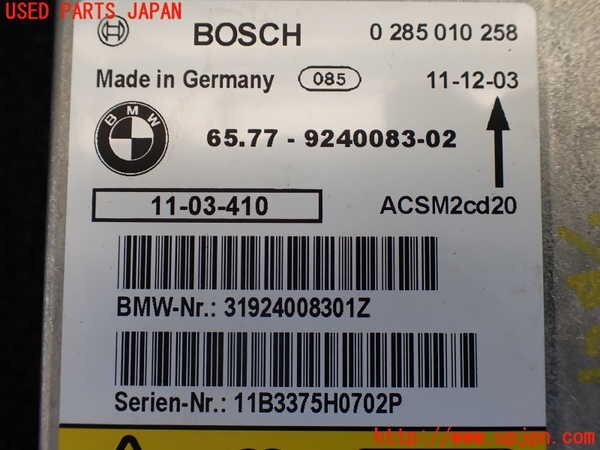 USED PARTS JAPAN
BOSCH 0 285 010 258
Made in Germany 085 11-12-03
BMW
65.77 - 9240083-02
11-03-410 ACSM2cd20
BMW-Nr.: 31924008301Z
Serien-Nr.: 11B3375H0702P
http://www.upjpn.com